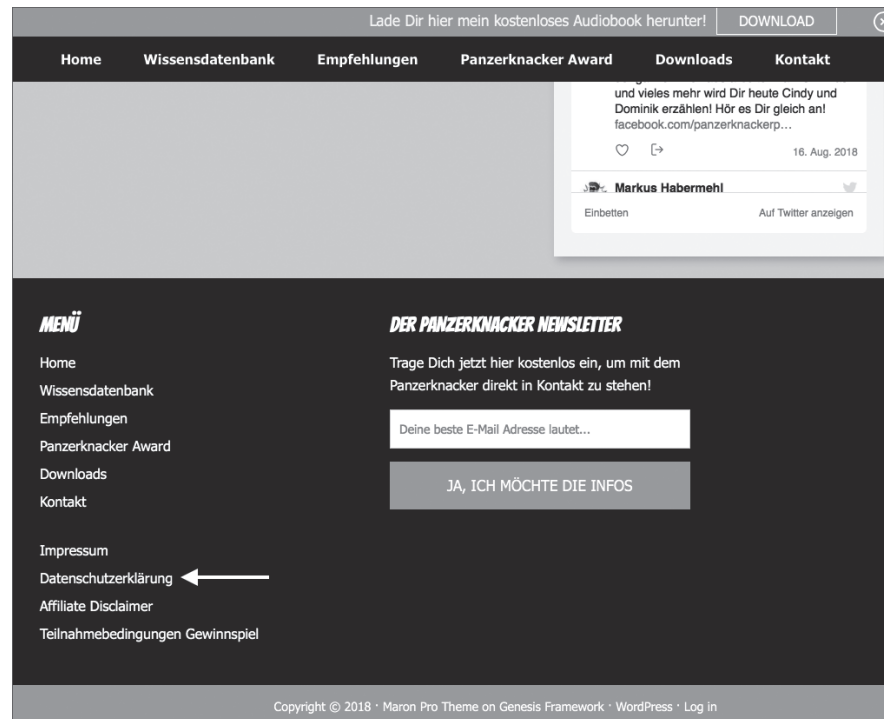 Lade Dir hier mein kostenloses Audiobook herunter! DOWNLOAD
Home Wissensdatenbank Empfehlungen Panzerknacker Award Downloads Kontakt
und vieles mehr wird Dir heute Cindy und
Dominik erzählen! Hör es Dir gleich an!
facebook.com/panzerknackerp…
16. Aug. 2018
Markus Habermehl
Einbetten Auf Twitter anzeigen
MENÜ
Home
Wissensdatenbank
Empfehlungen
Panzerknacker Award
Downloads
Kontakt
Impressum
Datenschutzerklärung
Affiliate Disclaimer
Teilnahmebedingungen Gewinnspiel
DER PANZERKNACKER NEWSLETTER
Trage Dich jetzt hier kostenlos ein, um mit dem
Panzerknacker direkt in Kontakt zu stehen!
Deine beste E-Mail Adresse lautet...
JA, ICH MÖCHTE DIE INFOS
Copyright © 2018 · Maron Pro Theme on Genesis Framework · WordPress · Log in